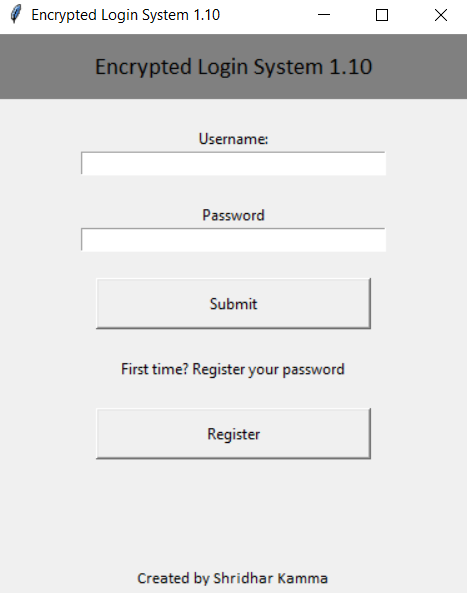 Encrypted Login System 1.10
Encrypted Login System 1.10
Username:
Password
Submit
First time? Register your password
Register
Created by Shridhar Kamma